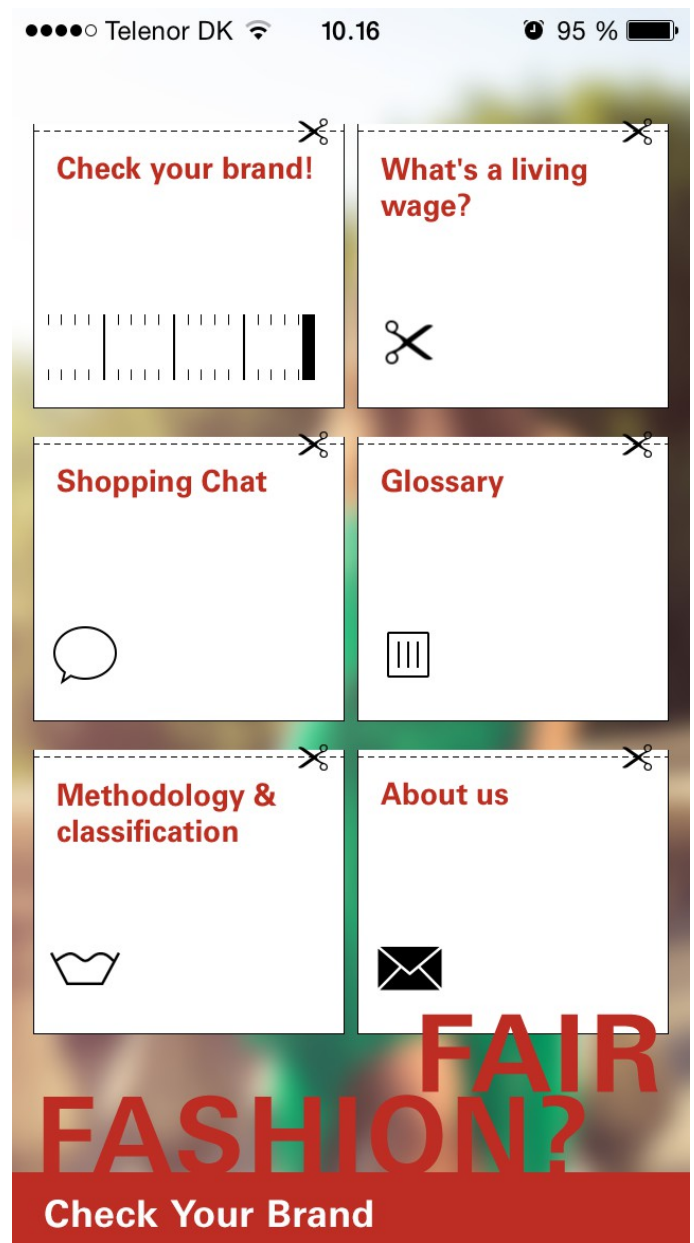 Telenor DK 10.16 95 %
Check your brand!
What's a living
wage?
Shopping Chat
Glossary
Methodology &
classification
About us
FAIR
FASHION?
Check Your Brand